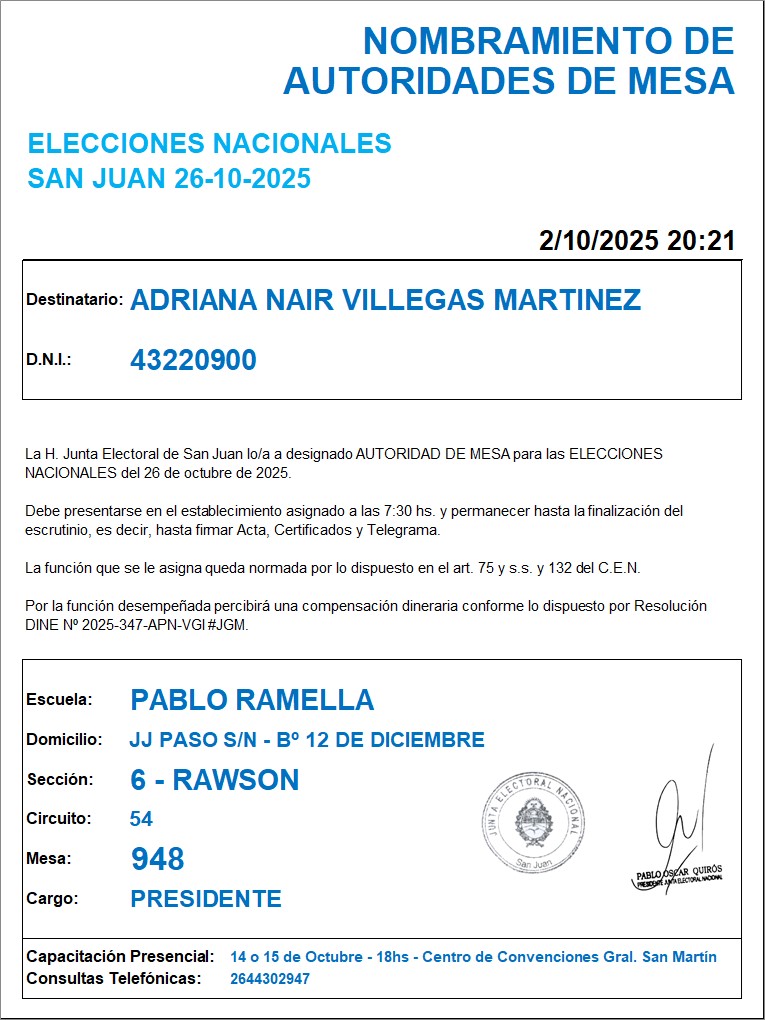 NOMBRAMIENTO DE
AUTORIDADES DE MESA
ELECCIONES NACIONALES
SAN JUAN 26-10-2025
2/10/2025 20:21
Destinatario: ADRIANA NAIR VILLEGAS MARTINEZ
D.N.I.: 43220900
La H. Junta Electoral de San Juan lo/a a designado AUTORIDAD DE MESA para las ELECCIONES
NACIONALES del 26 de octubre de 2025.
Debe presentarse en el establecimiento asignado a las 7:30 hs. y permanecer hasta la finalización del
escrutinio, es decir, hasta firmar Acta, Certificados y Telegrama.
La función que se le asigna queda normada por lo dispuesto en el art. 75 y s.s. y 132 del C.E.N.
Por la función desempeñada percibirá una compensación dineraria conforme lo dispuesto por Resolución
DINE Nº 2025-347-APN-VGI#JGM.
Escuela: PABLO RAMELLA
Domicilio: JJ PASO S/N - Bº 12 DE DICIEMBRE
Sección: 6 - RAWSON
Circuito: 54
Mesa: 948
Cargo: PRESIDENTE
JUNTA ELECTORAL NACIONAL
San Juan
PABLO OSCAR QUIRÓS
PRESIDENTE JUNTA ELECTORAL NACIONAL
Capacitación Presencial: 14 o 15 de Octubre - 18hs - Centro de Convenciones Gral. San Martín
Consultas Telefónicas: 2644302947